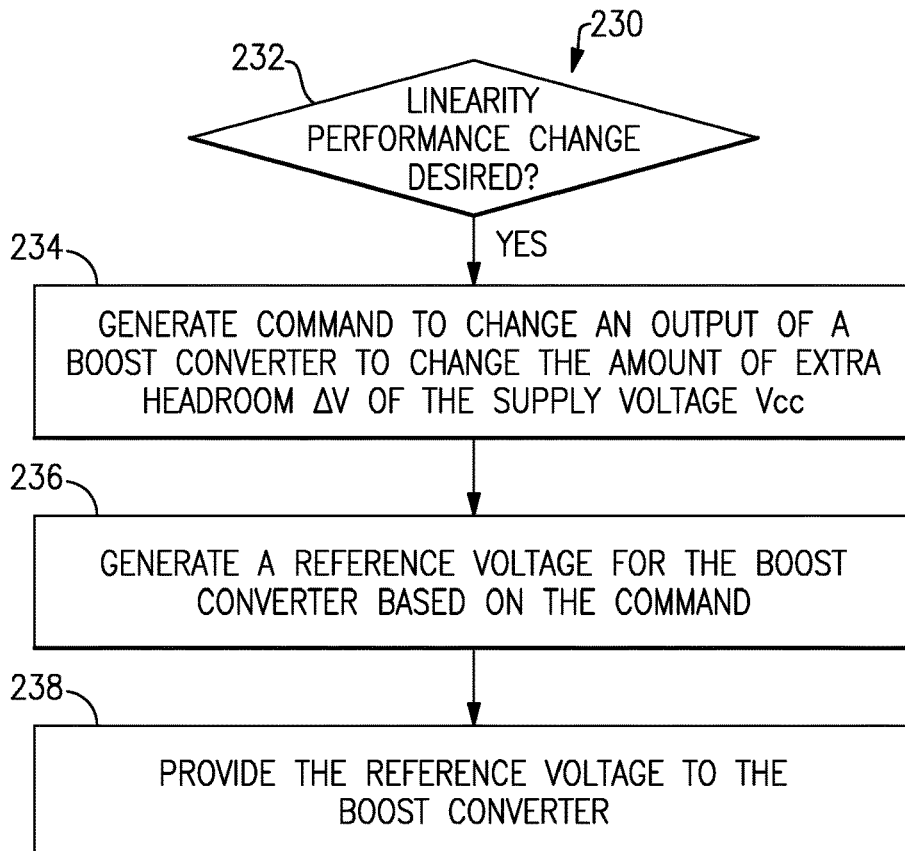 230
232
LINEARITY
PERFORMANCE CHANGE
DESIRED?
YES
234
GENERATE COMMAND TO CHANGE AN OUTPUT OF A
BOOST CONVERTER TO CHANGE THE AMOUNT OF EXTRA
HEADROOM ΔV OF THE SUPPLY VOLTAGE Vcc
236
GENERATE A REFERENCE VOLTAGE FOR THE BOOST
CONVERTER BASED ON THE COMMAND
238
PROVIDE THE REFERENCE VOLTAGE TO THE
BOOST CONVERTER